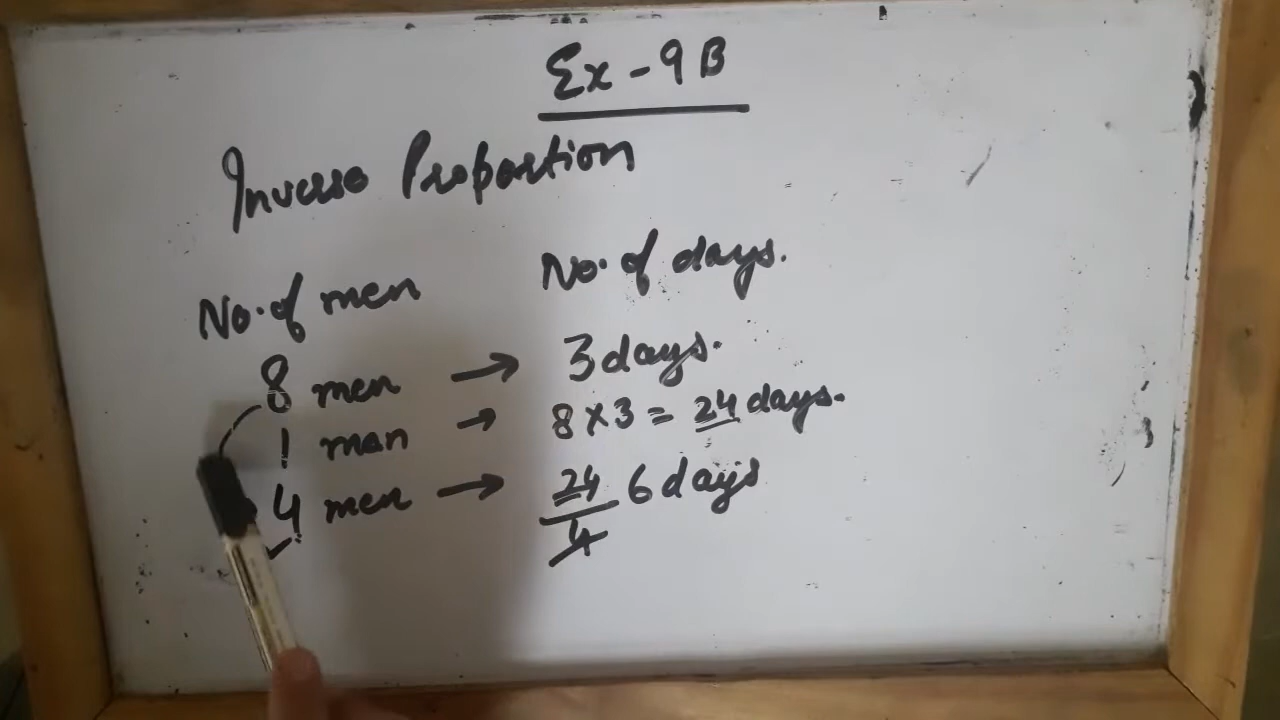 Ex - 9B
Inverse Proportion
No. of men No. of days.
8 men → 3 days.
1 man → 8 x 3 = 24 days.
4 men → 24/4 6 days